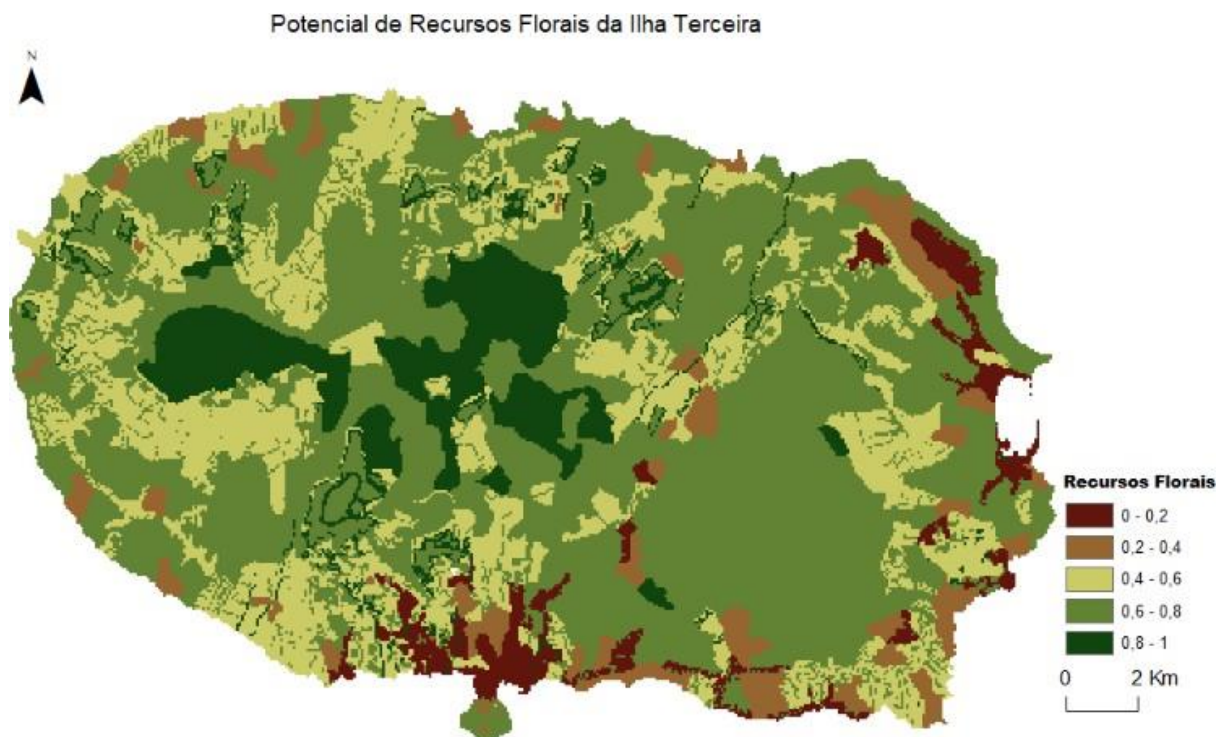 Potencial de Recursos Florais da Ilha Terceira
N
Recursos Florais
0 - 0,2
0,2 - 0,4
0,4 - 0,6
0,6 - 0,8
0,8 - 1
0 2 Km